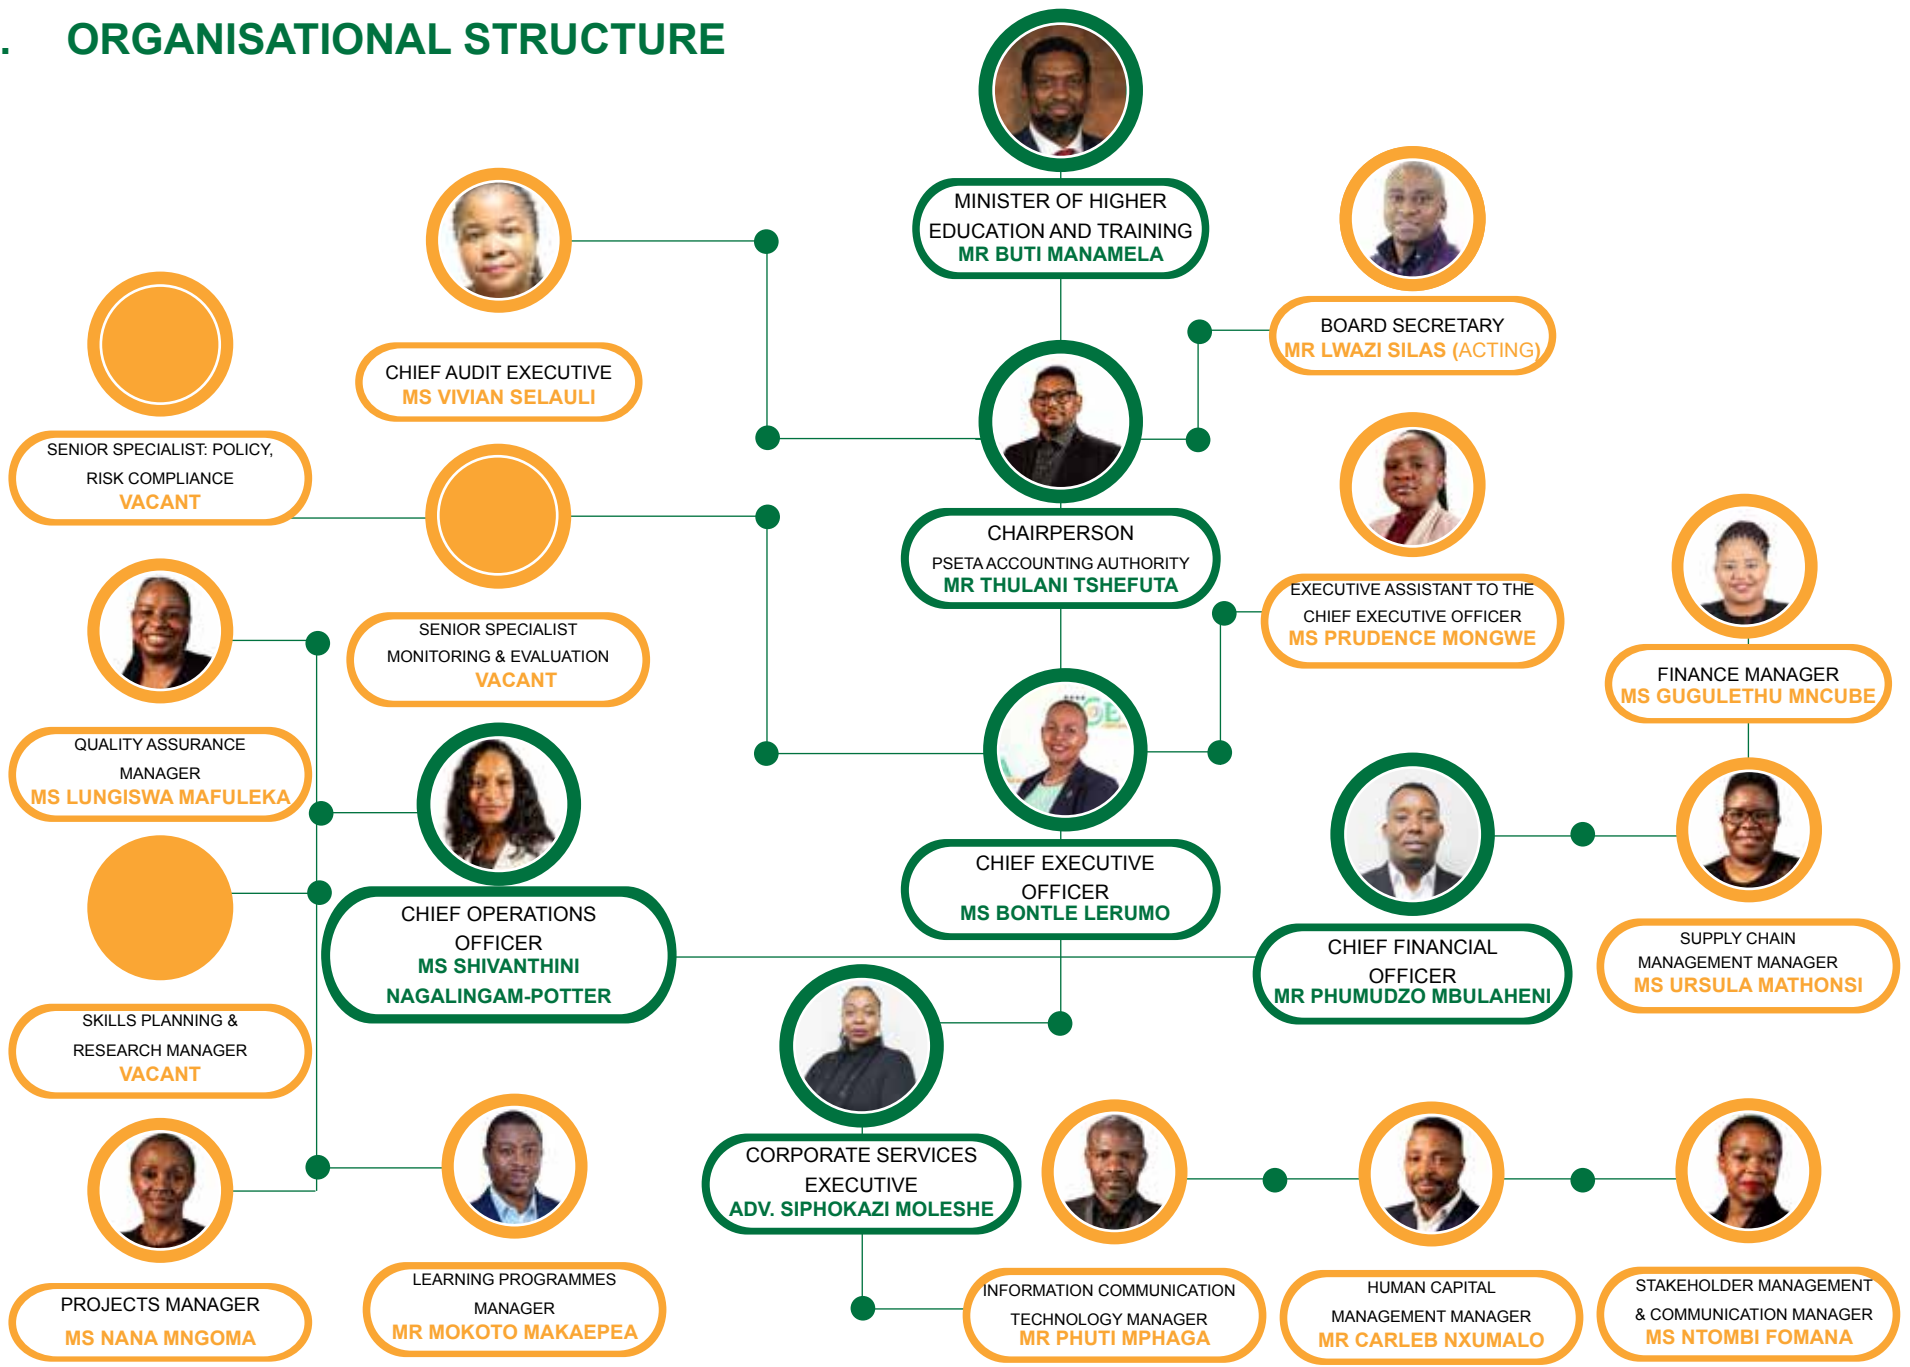 . ORGANISATIONAL STRUCTURE
MINISTER OF HIGHER
EDUCATION AND TRAINING
MR BUTI MANAMELA
BOARD SECRETARY
MR LWAZI SILAS (ACTING)
CHIEF AUDIT EXECUTIVE
MS VIVIAN SELAULI
SENIOR SPECIALIST: POLICY,
RISK COMPLIANCE
VACANT
CHAIRPERSON
PSETA ACCOUNTING AUTHORITY
MR THULANI TSHEFUTA
EXECUTIVE ASSISTANT TO THE
CHIEF EXECUTIVE OFFICER
MS PRUDENCE MONGWE
SENIOR SPECIALIST
MONITORING & EVALUATION
VACANT
FINANCE MANAGER
MS GUGULETHU MNCUBE
QUALITY ASSURANCE
MANAGER
MS LUNGISWA MAFULEKA
CHIEF EXECUTIVE
OFFICER
MS BONTLE LERUMO
CHIEF OPERATIONS
OFFICER
MS SHIVANTHINI
NAGALINGAM-POTTER
CHIEF FINANCIAL
OFFICER
MR PHUMUDZO MBULAHENI
SUPPLY CHAIN
MANAGEMENT MANAGER
MS URSULA MATHONSI
SKILLS PLANNING &
RESEARCH MANAGER
VACANT
CORPORATE SERVICES
EXECUTIVE
ADV. SIPHOKAZI MOLESHE
PROJECTS MANAGER
MS NANA MNGOMA
LEARNING PROGRAMMES
MANAGER
MR MOKOTO MAKAEPEA
INFORMATION COMMUNICATION
TECHNOLOGY MANAGER
MR PHUTI MPHAGA
HUMAN CAPITAL
MANAGEMENT MANAGER
MR CARLEB NXUMALO
STAKEHOLDER MANAGEMENT
& COMMUNICATION MANAGER
MS NTOMBI FOMANA